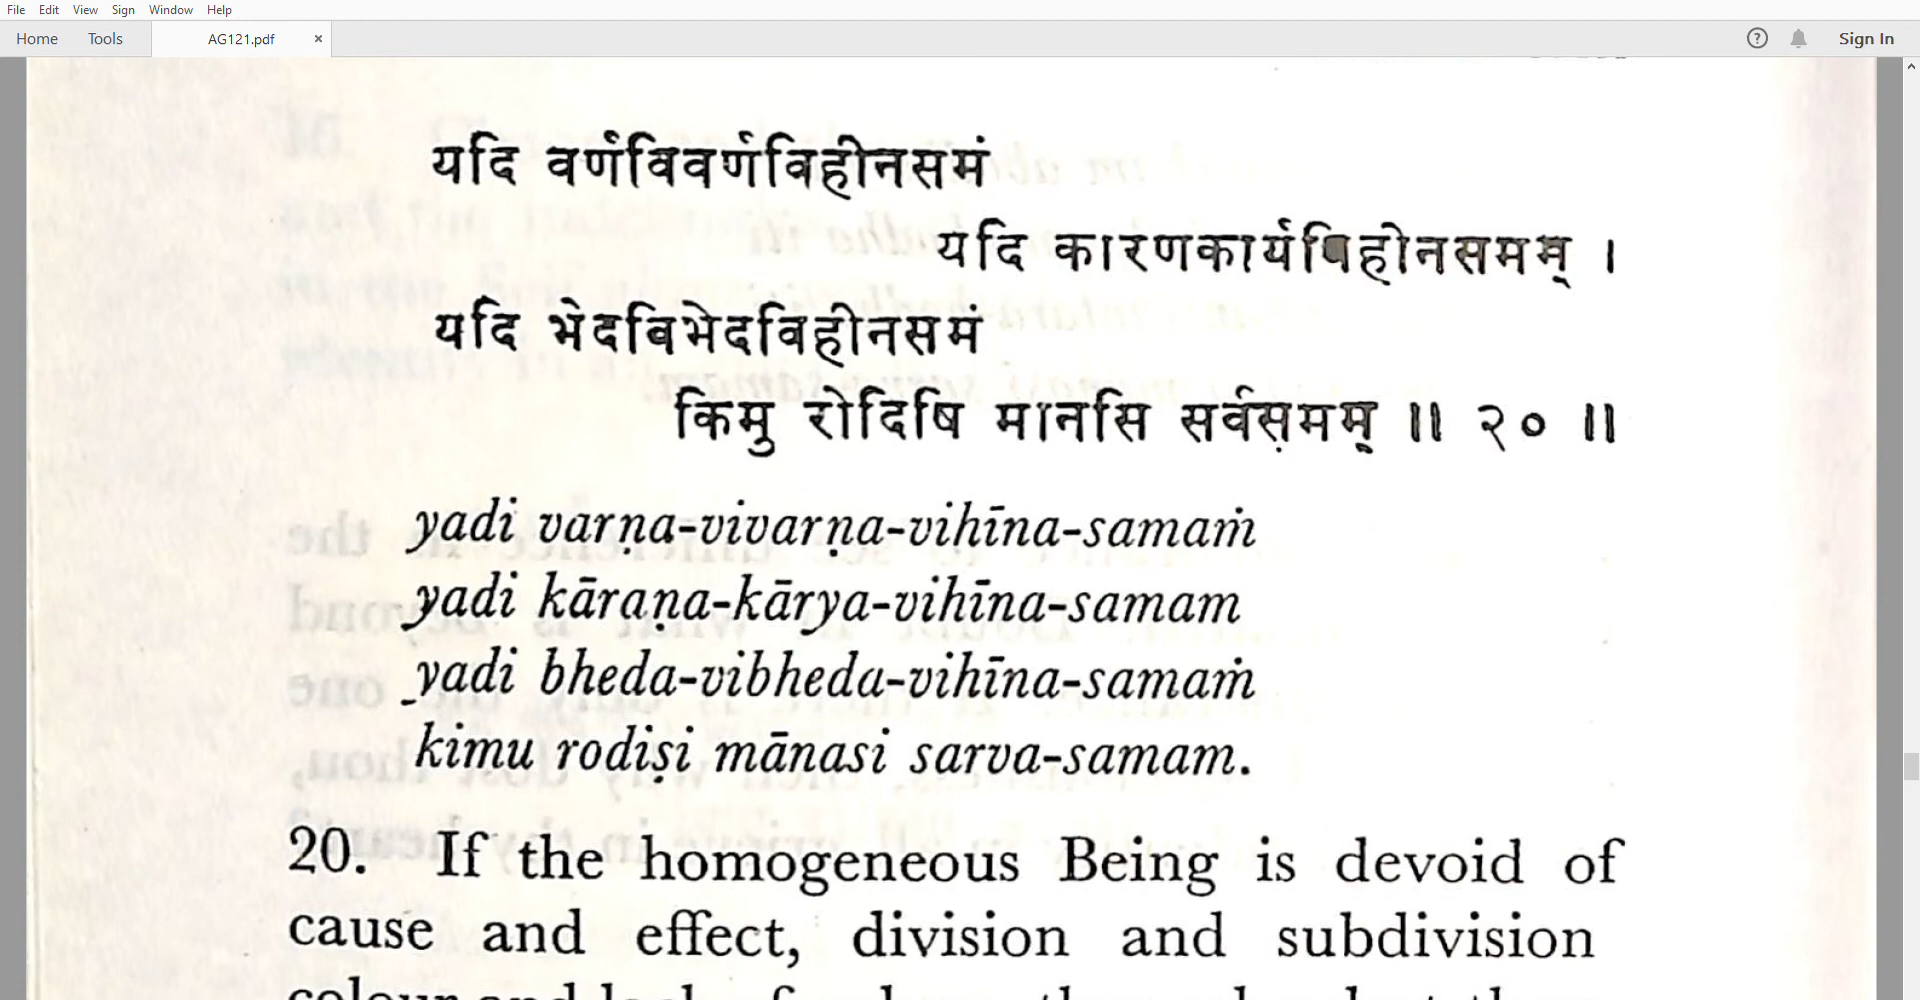 File Edit View Sign Window Help
Home Tools AG121.pdf × ? Sign In
यदि वर्णविवर्णविहीनसमं
यदि कारणकार्यविहीनसमम् ।
यदि भेदविभेदविहीनसमं
किमु रोदिषि मानसि सर्वसमम् ॥ २० ॥
yadi varṇa-vivarṇa-vihīna-samaṁ
yadi kāraṇa-kārya-vihīna-samam
yadi bheda-vibheda-vihīna-samaṁ
kimu rodiṣi mānasi sarva-samam.
20. If the homogeneous Being is devoid of
cause and effect, division and subdivision